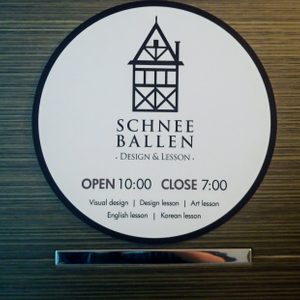 SCHNEE
BALLEN
- DESIGN & LESSON -
OPEN 10:00 CLOSE 7:00
Visual design | Design lesson | Art lesson
English lesson | Korean lesson